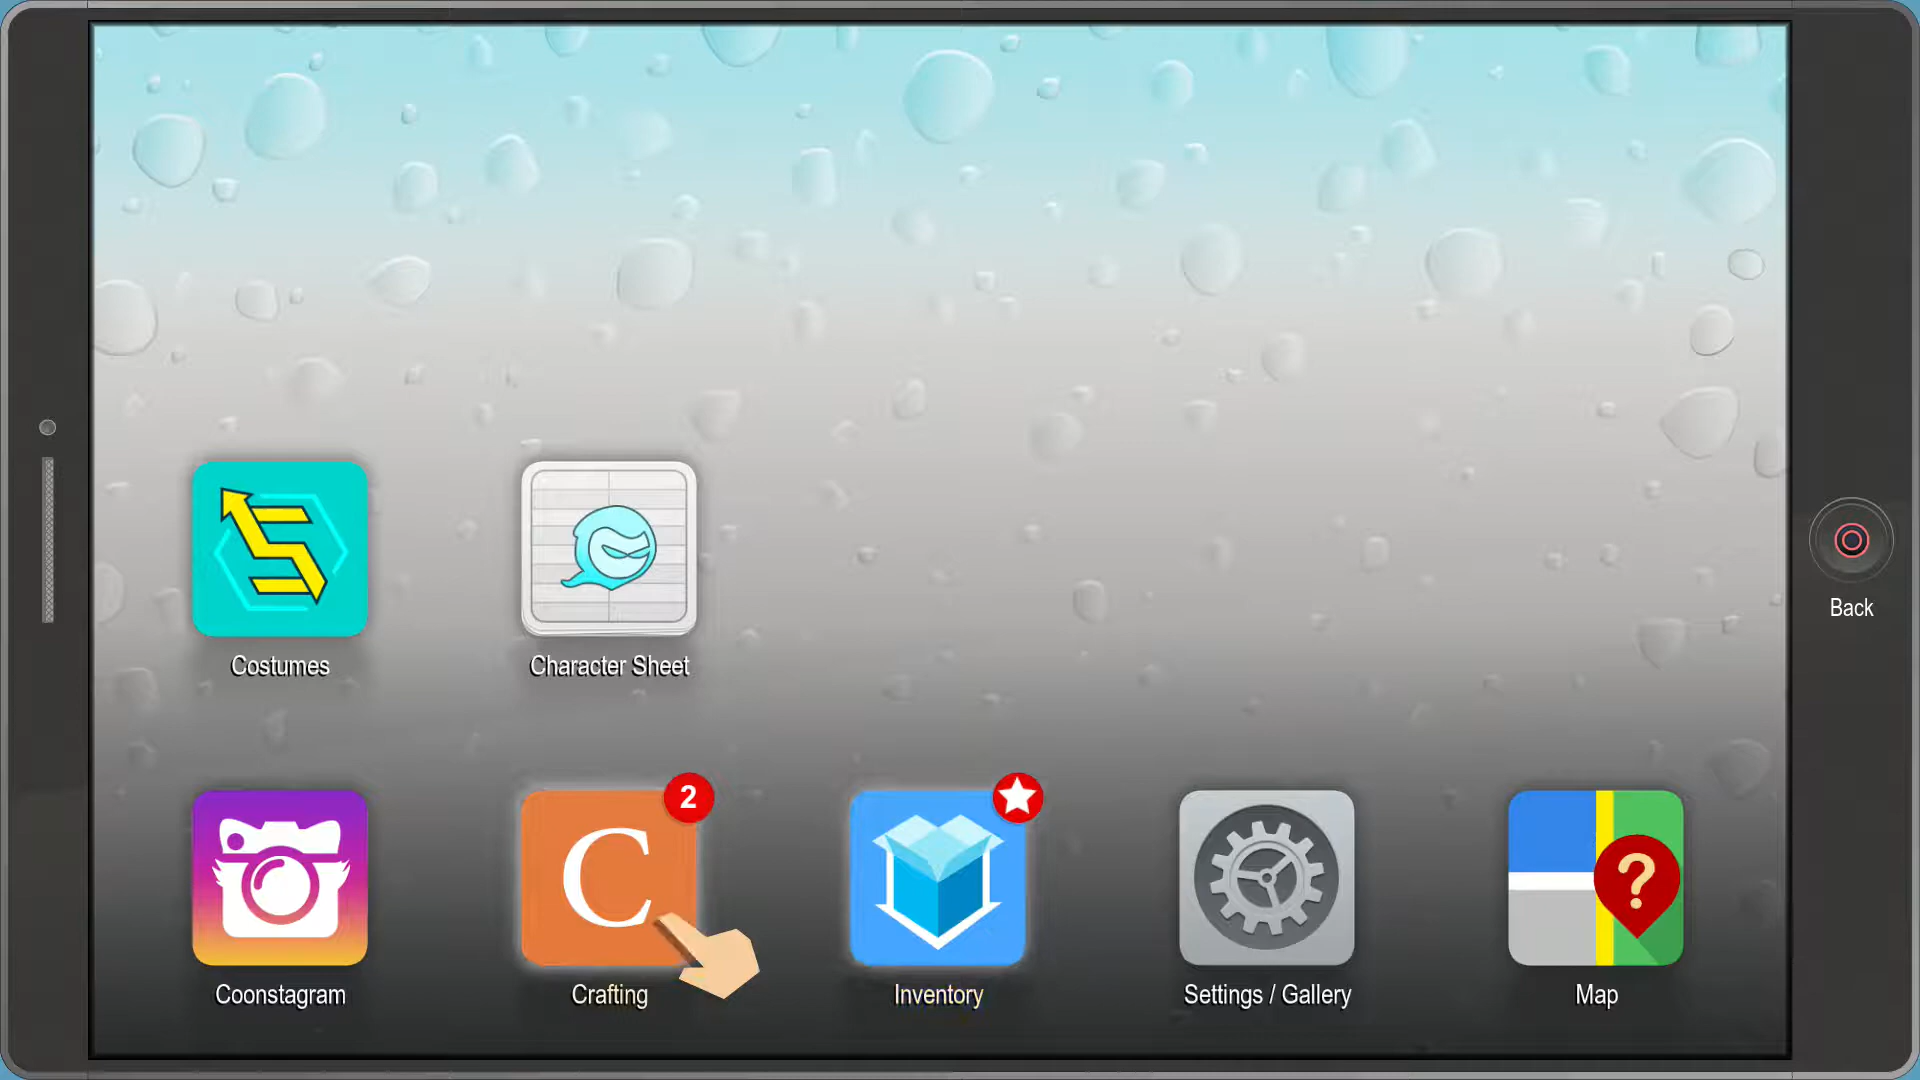 Costumes
Character Sheet
Back
2
C
?
Coonstagram
Crafting
Inventory
Settings / Gallery
Map